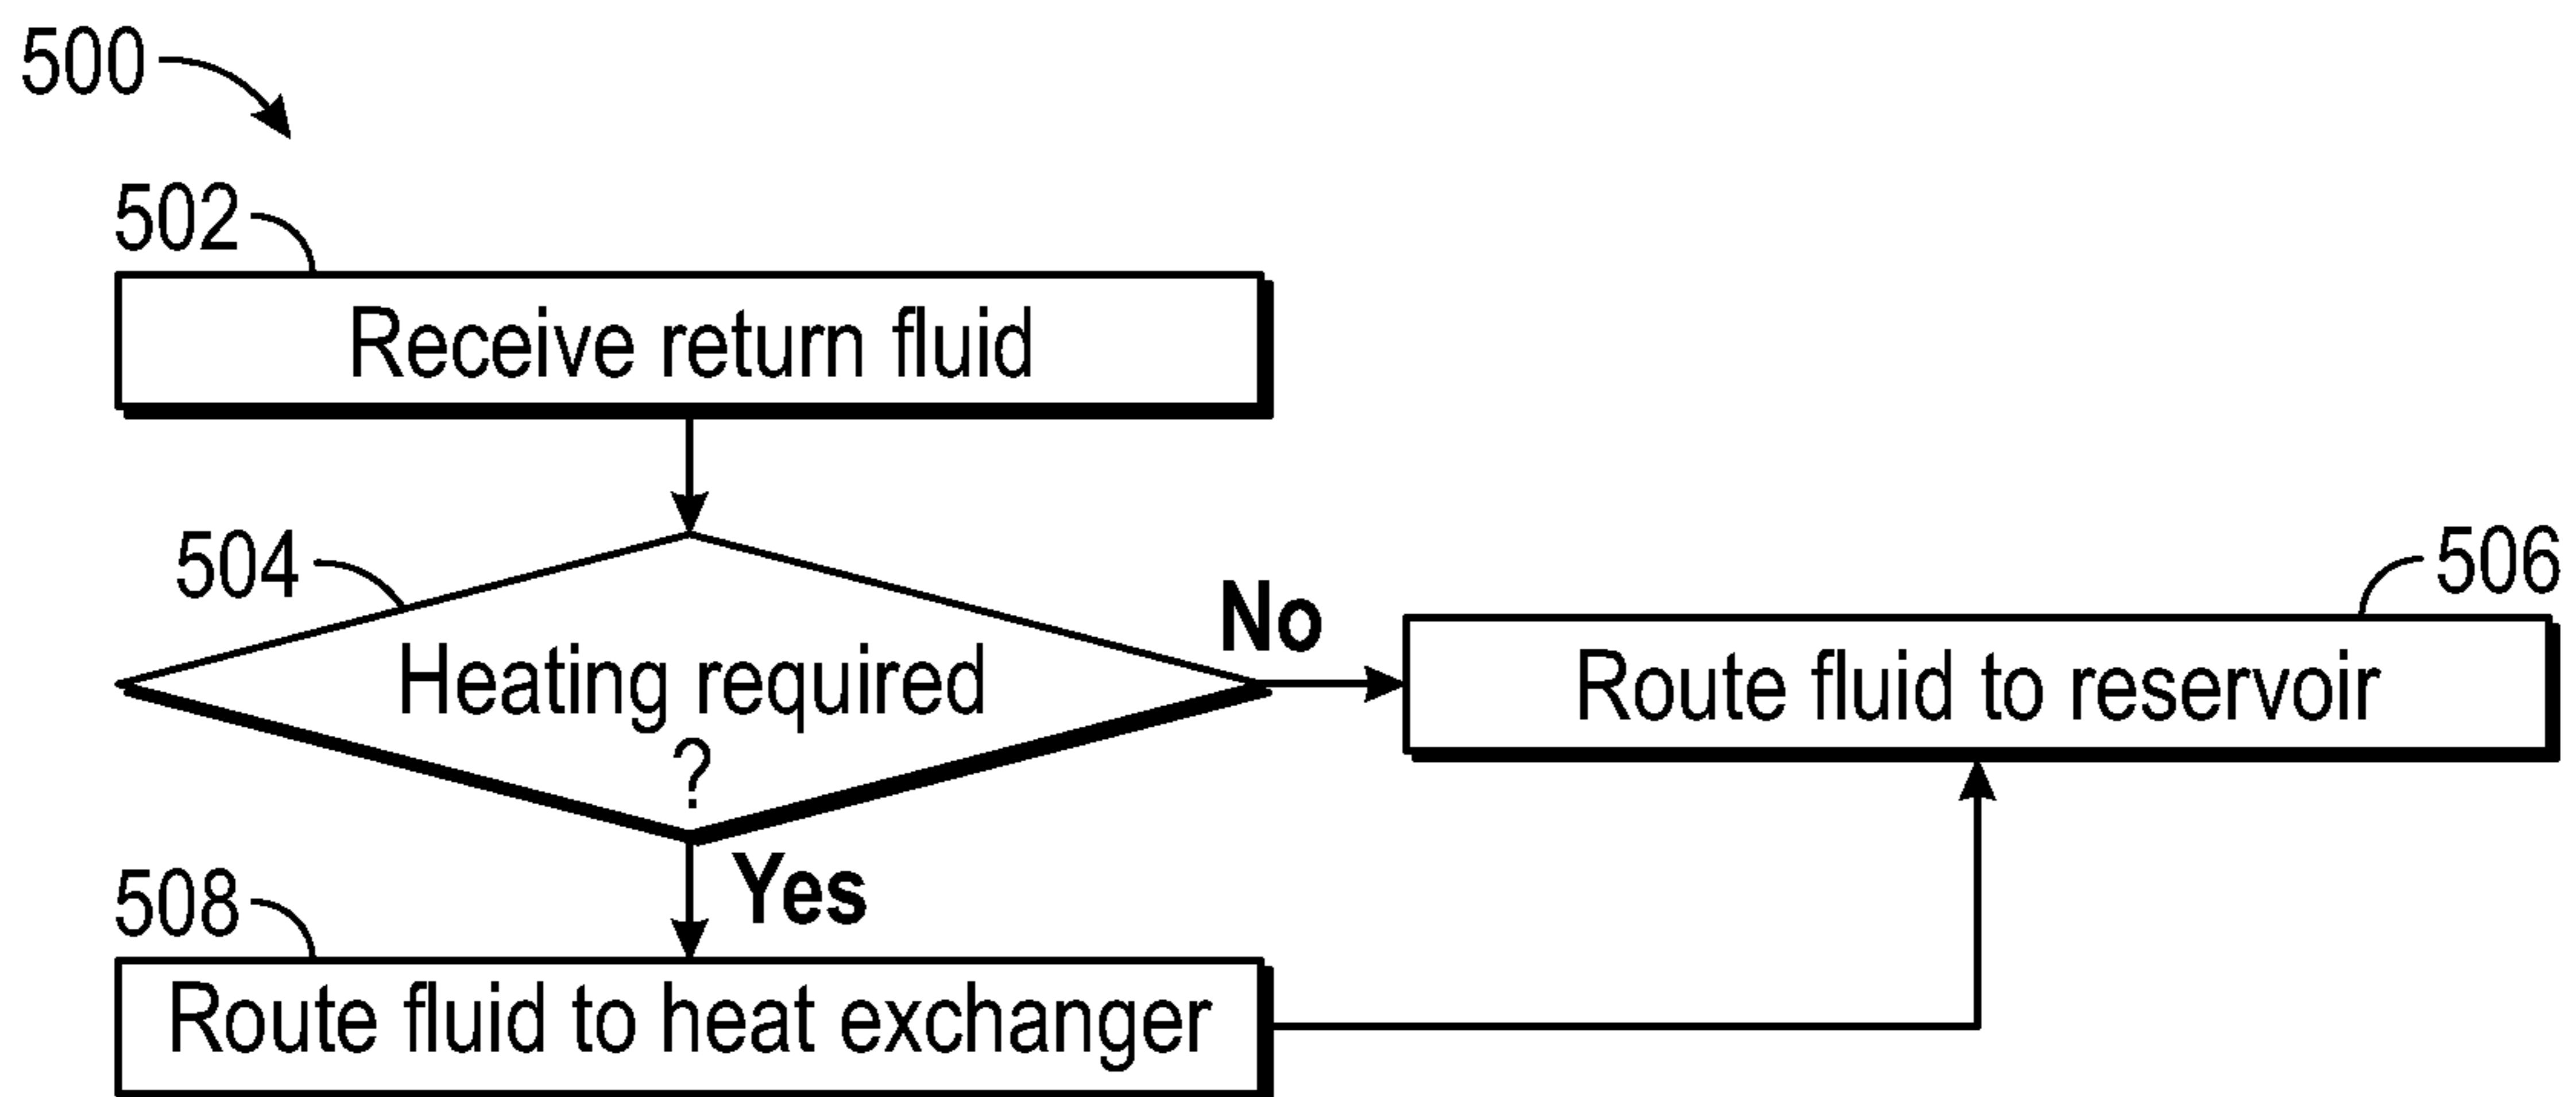 500
502
Receive return fluid
504
Heating required
?
No
506
Route fluid to reservoir
Yes
508
Route fluid to heat exchanger